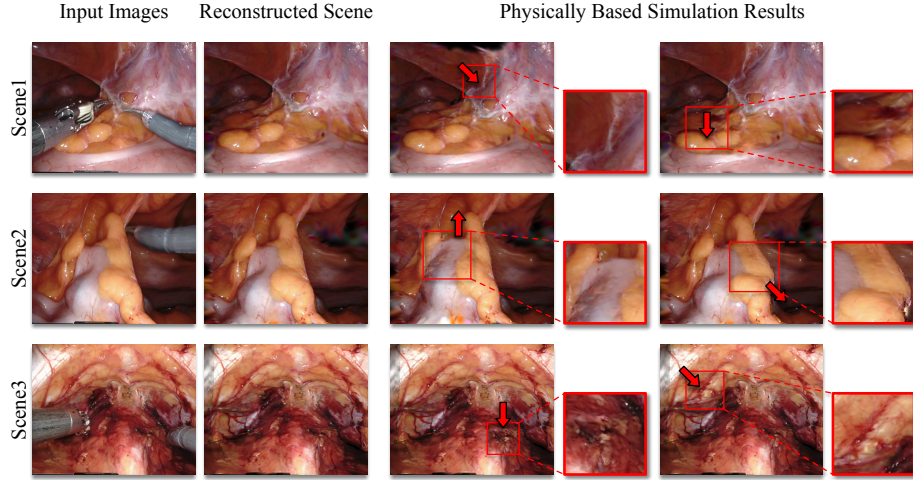 Input Images
Reconstructed Scene
Physically Based Simulation Results
Scene1
Scene2
Scene3